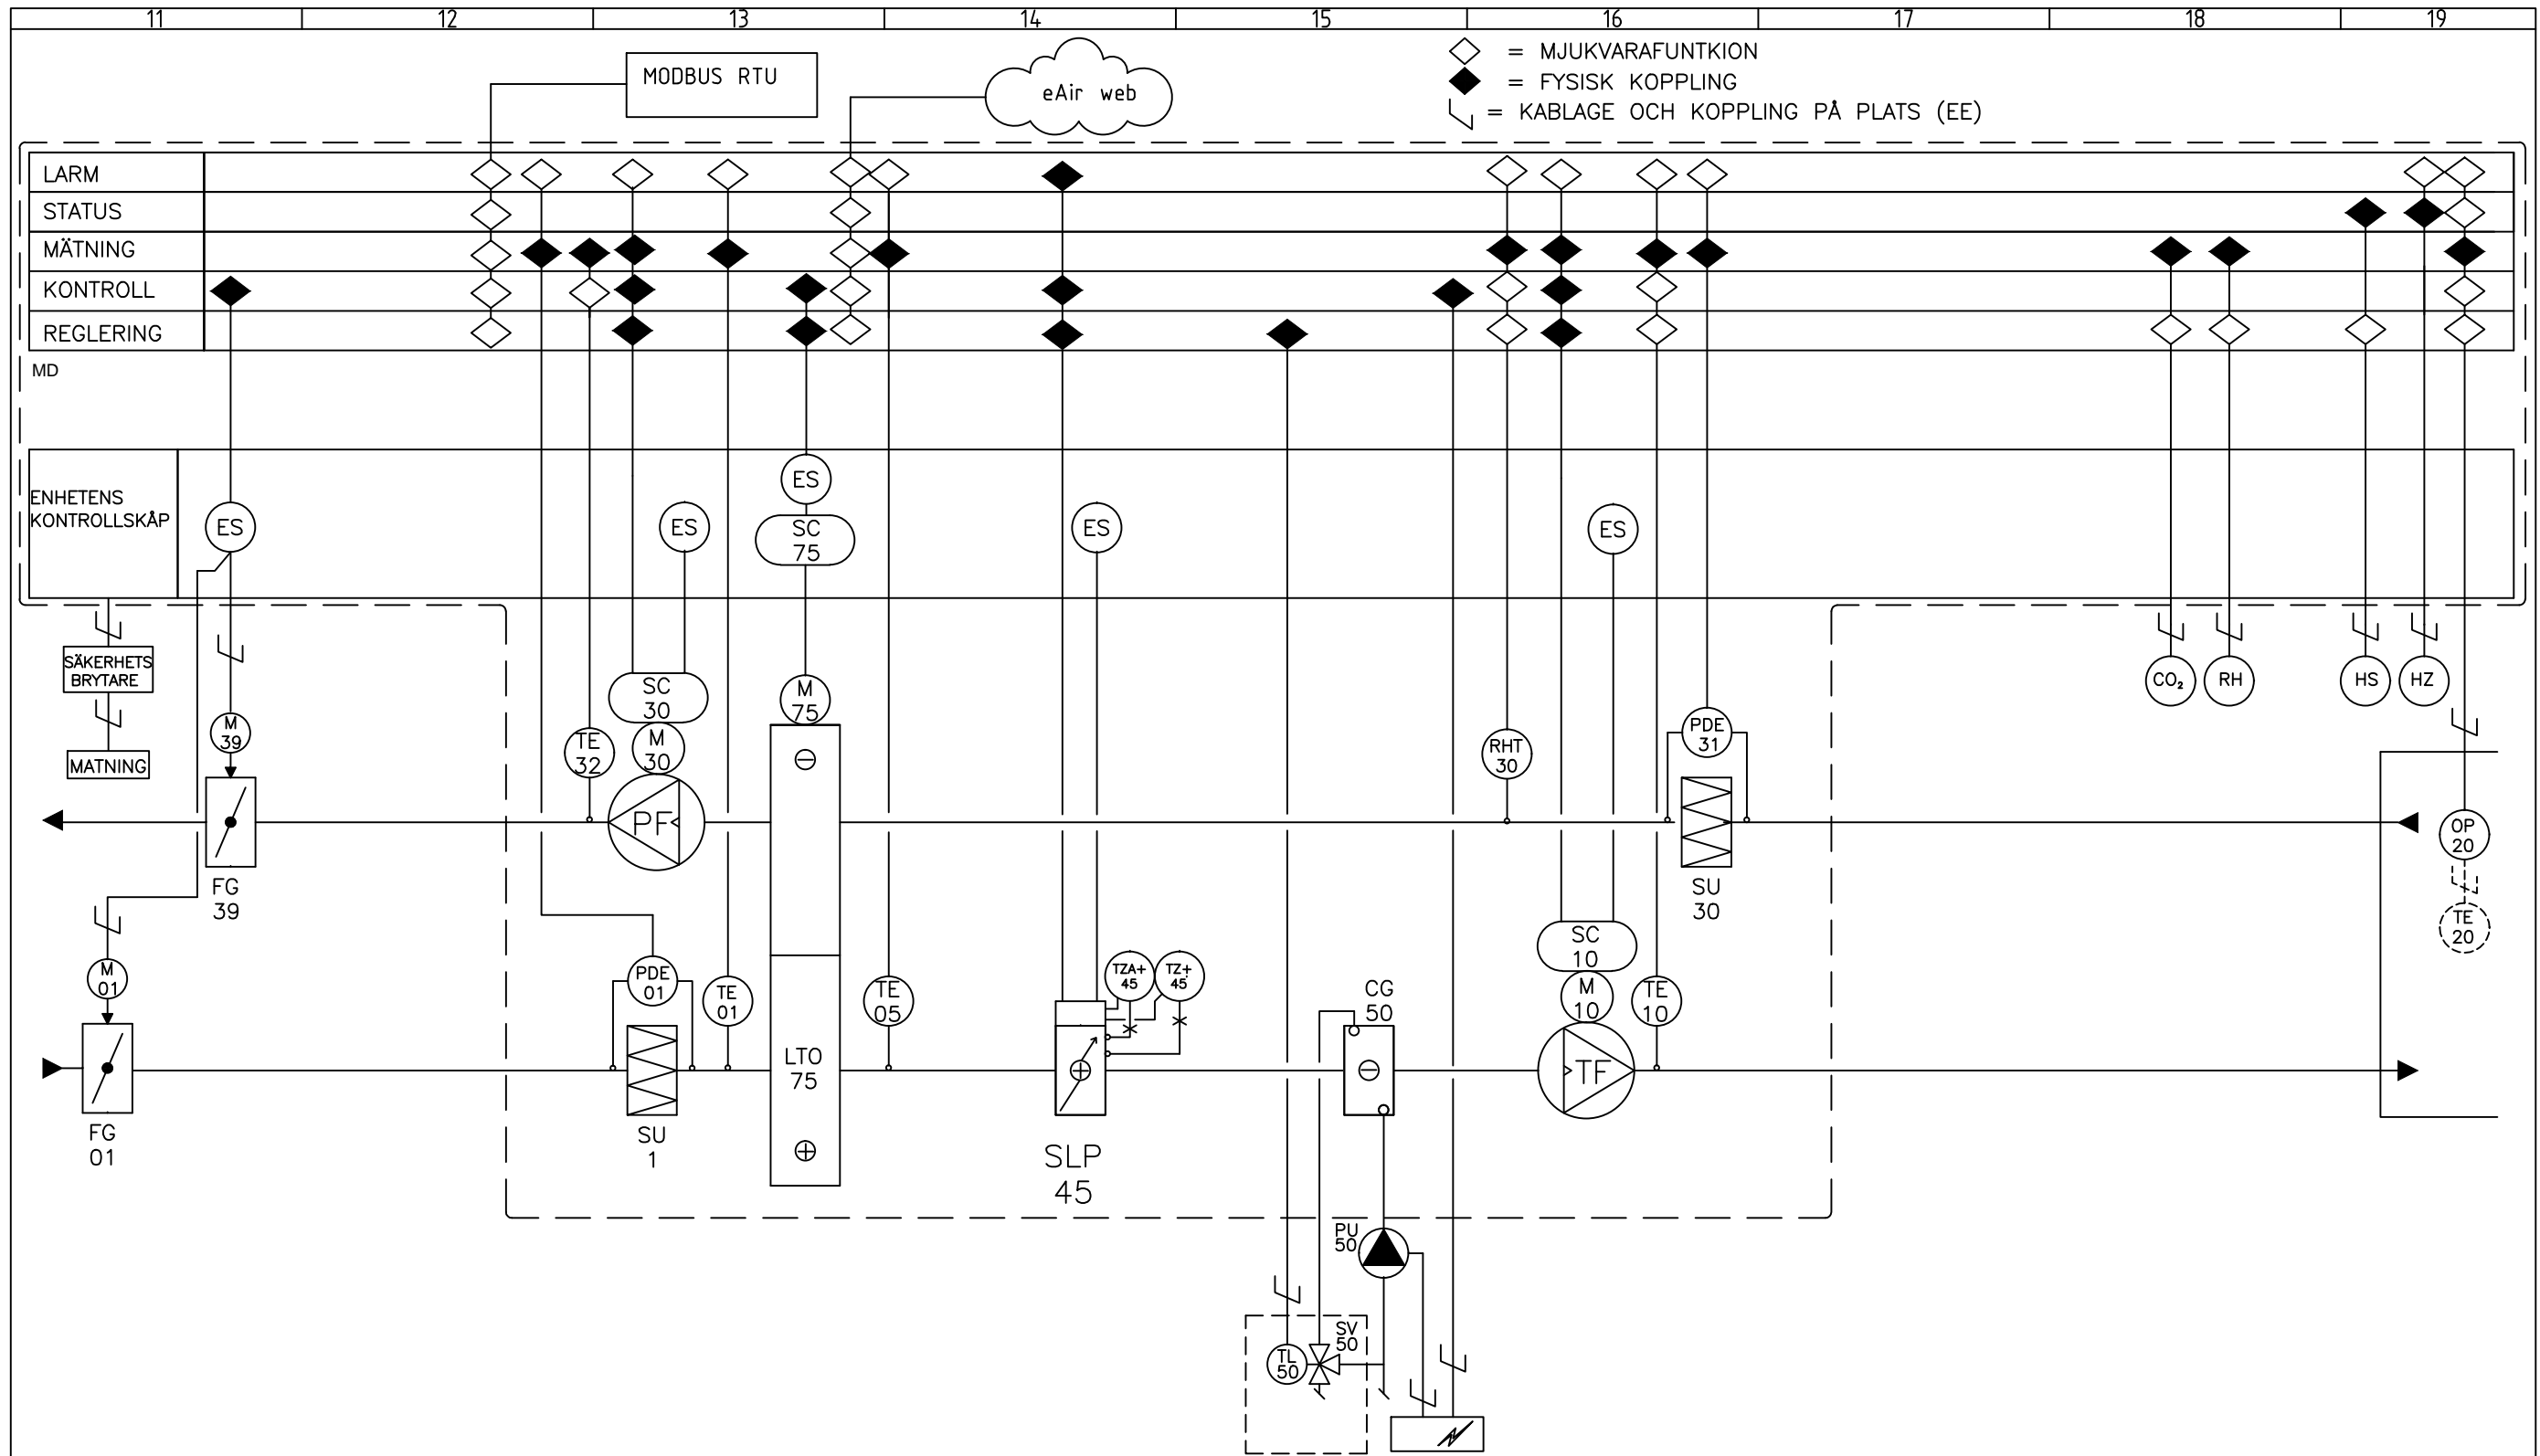 11 12 13 14 15 16 17 18 19
= MJUKVARAFUNTKION
MODBUS RTU
= FYSISK KOPPLING
eAir web
= KABLAGE OCH KOPPLING PÅ PLATS (EE)
LARM
STATUS
MÄTNING
KONTROLL
REGLERING
MD
ENHETENS
KONTROLLSKÅP
ES
ES
ES
SC
75
ES
ES
SÄKERHETS
BRYTARE
MATNING
M
39
TE
32
SC
30
M
30
M
75
RHT
30
PDE
31
CO₂
RH
HS
HZ
PF
FG
39
SU
30
OP
20
TE
20
M
01
PDE
01
TE
01
TE
05
TZA+
45
TZ+
45
CG
50
SC
10
M
10
TE
10
LTO
75
TF
FG
01
SU
1
SLP
45
PU
50
SV
50
TL
50